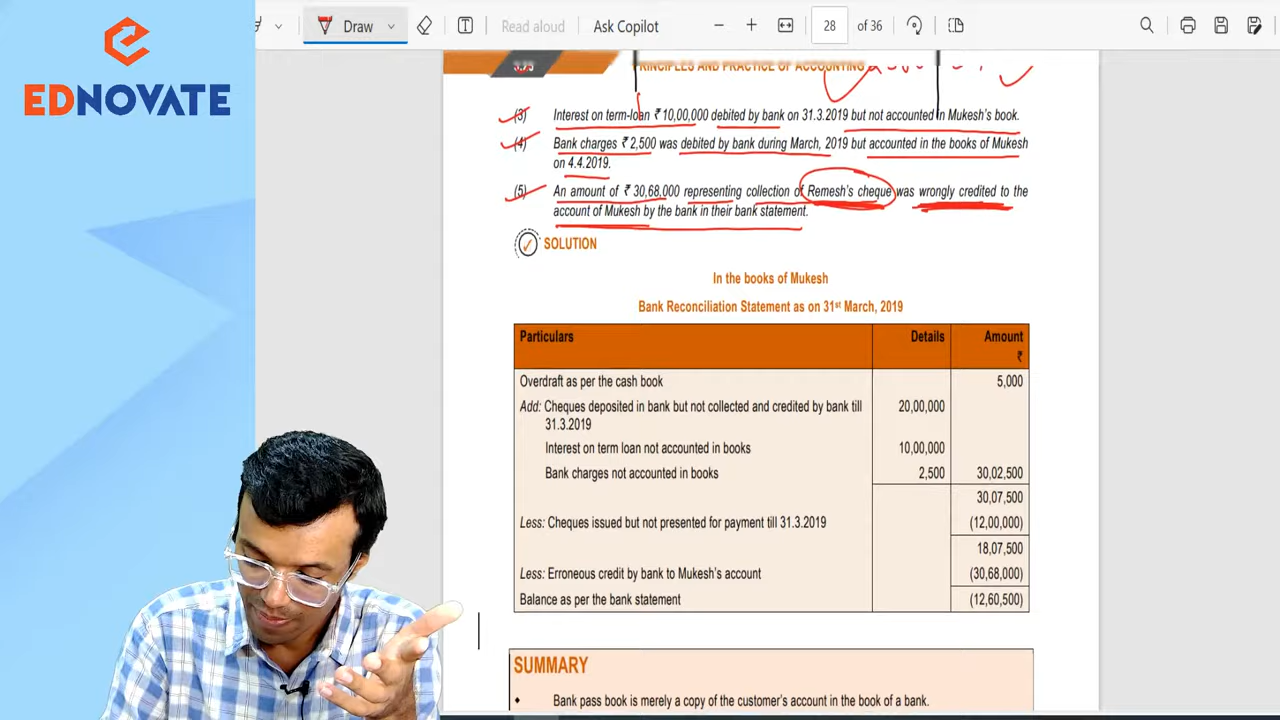 Draw
Read aloud
Ask Copilot
28
of 36
EDNOVATE
PRINCIPLES AND PRACTICE OF ACCOUNTING
(3) Interest on term-loan ₹ 10,00,000 debited by bank on 31.3.2019 but not accounted in Mukesh's book.
(4) Bank charges ₹ 2,500 was debited by bank during March, 2019 but accounted in the books of Mukesh
on 4.4.2019.
(5) An amount of ₹ 30,68,000 representing collection of Remesh's cheque was wrongly credited to the
account of Mukesh by the bank in their bank statement.
SOLUTION
In the books of Mukesh
Bank Reconciliation Statement as on 31st March, 2019
Particulars Details Amount
₹
Overdraft as per the cash book 5,000
Add: Cheques deposited in bank but not collected and credited by bank till 20,00,000
31.3.2019
Interest on term loan not accounted in books 10,00,000
Bank charges not accounted in books 2,500 30,02,500
30,07,500
Less: Cheques issued but not presented for payment till 31.3.2019 (12,00,000)
18,07,500
Less: Erroneous credit by bank to Mukesh's account (30,68,000)
Balance as per the bank statement (12,60,500)
SUMMARY
Bank pass book is merely a copy of the customer's account in the book of a bank.